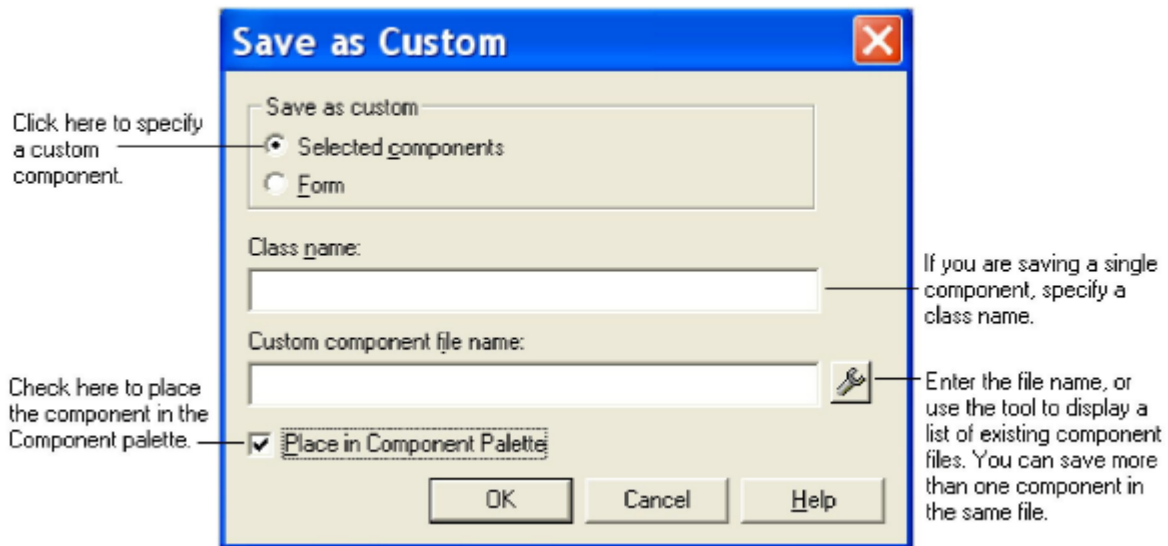 Save as Custom
Click here to specify
a custom
component.
Save as custom
Selected components
Form
Class name:
If you are saving a single
component, specify a
class name.
Custom component file name:
Check here to place
the component in the
Component palette.
Enter the file name, or
use the tool to display a
list of existing component
files. You can save more
than one component in
the same file.
Place in Component Palette
OK
Cancel
Help